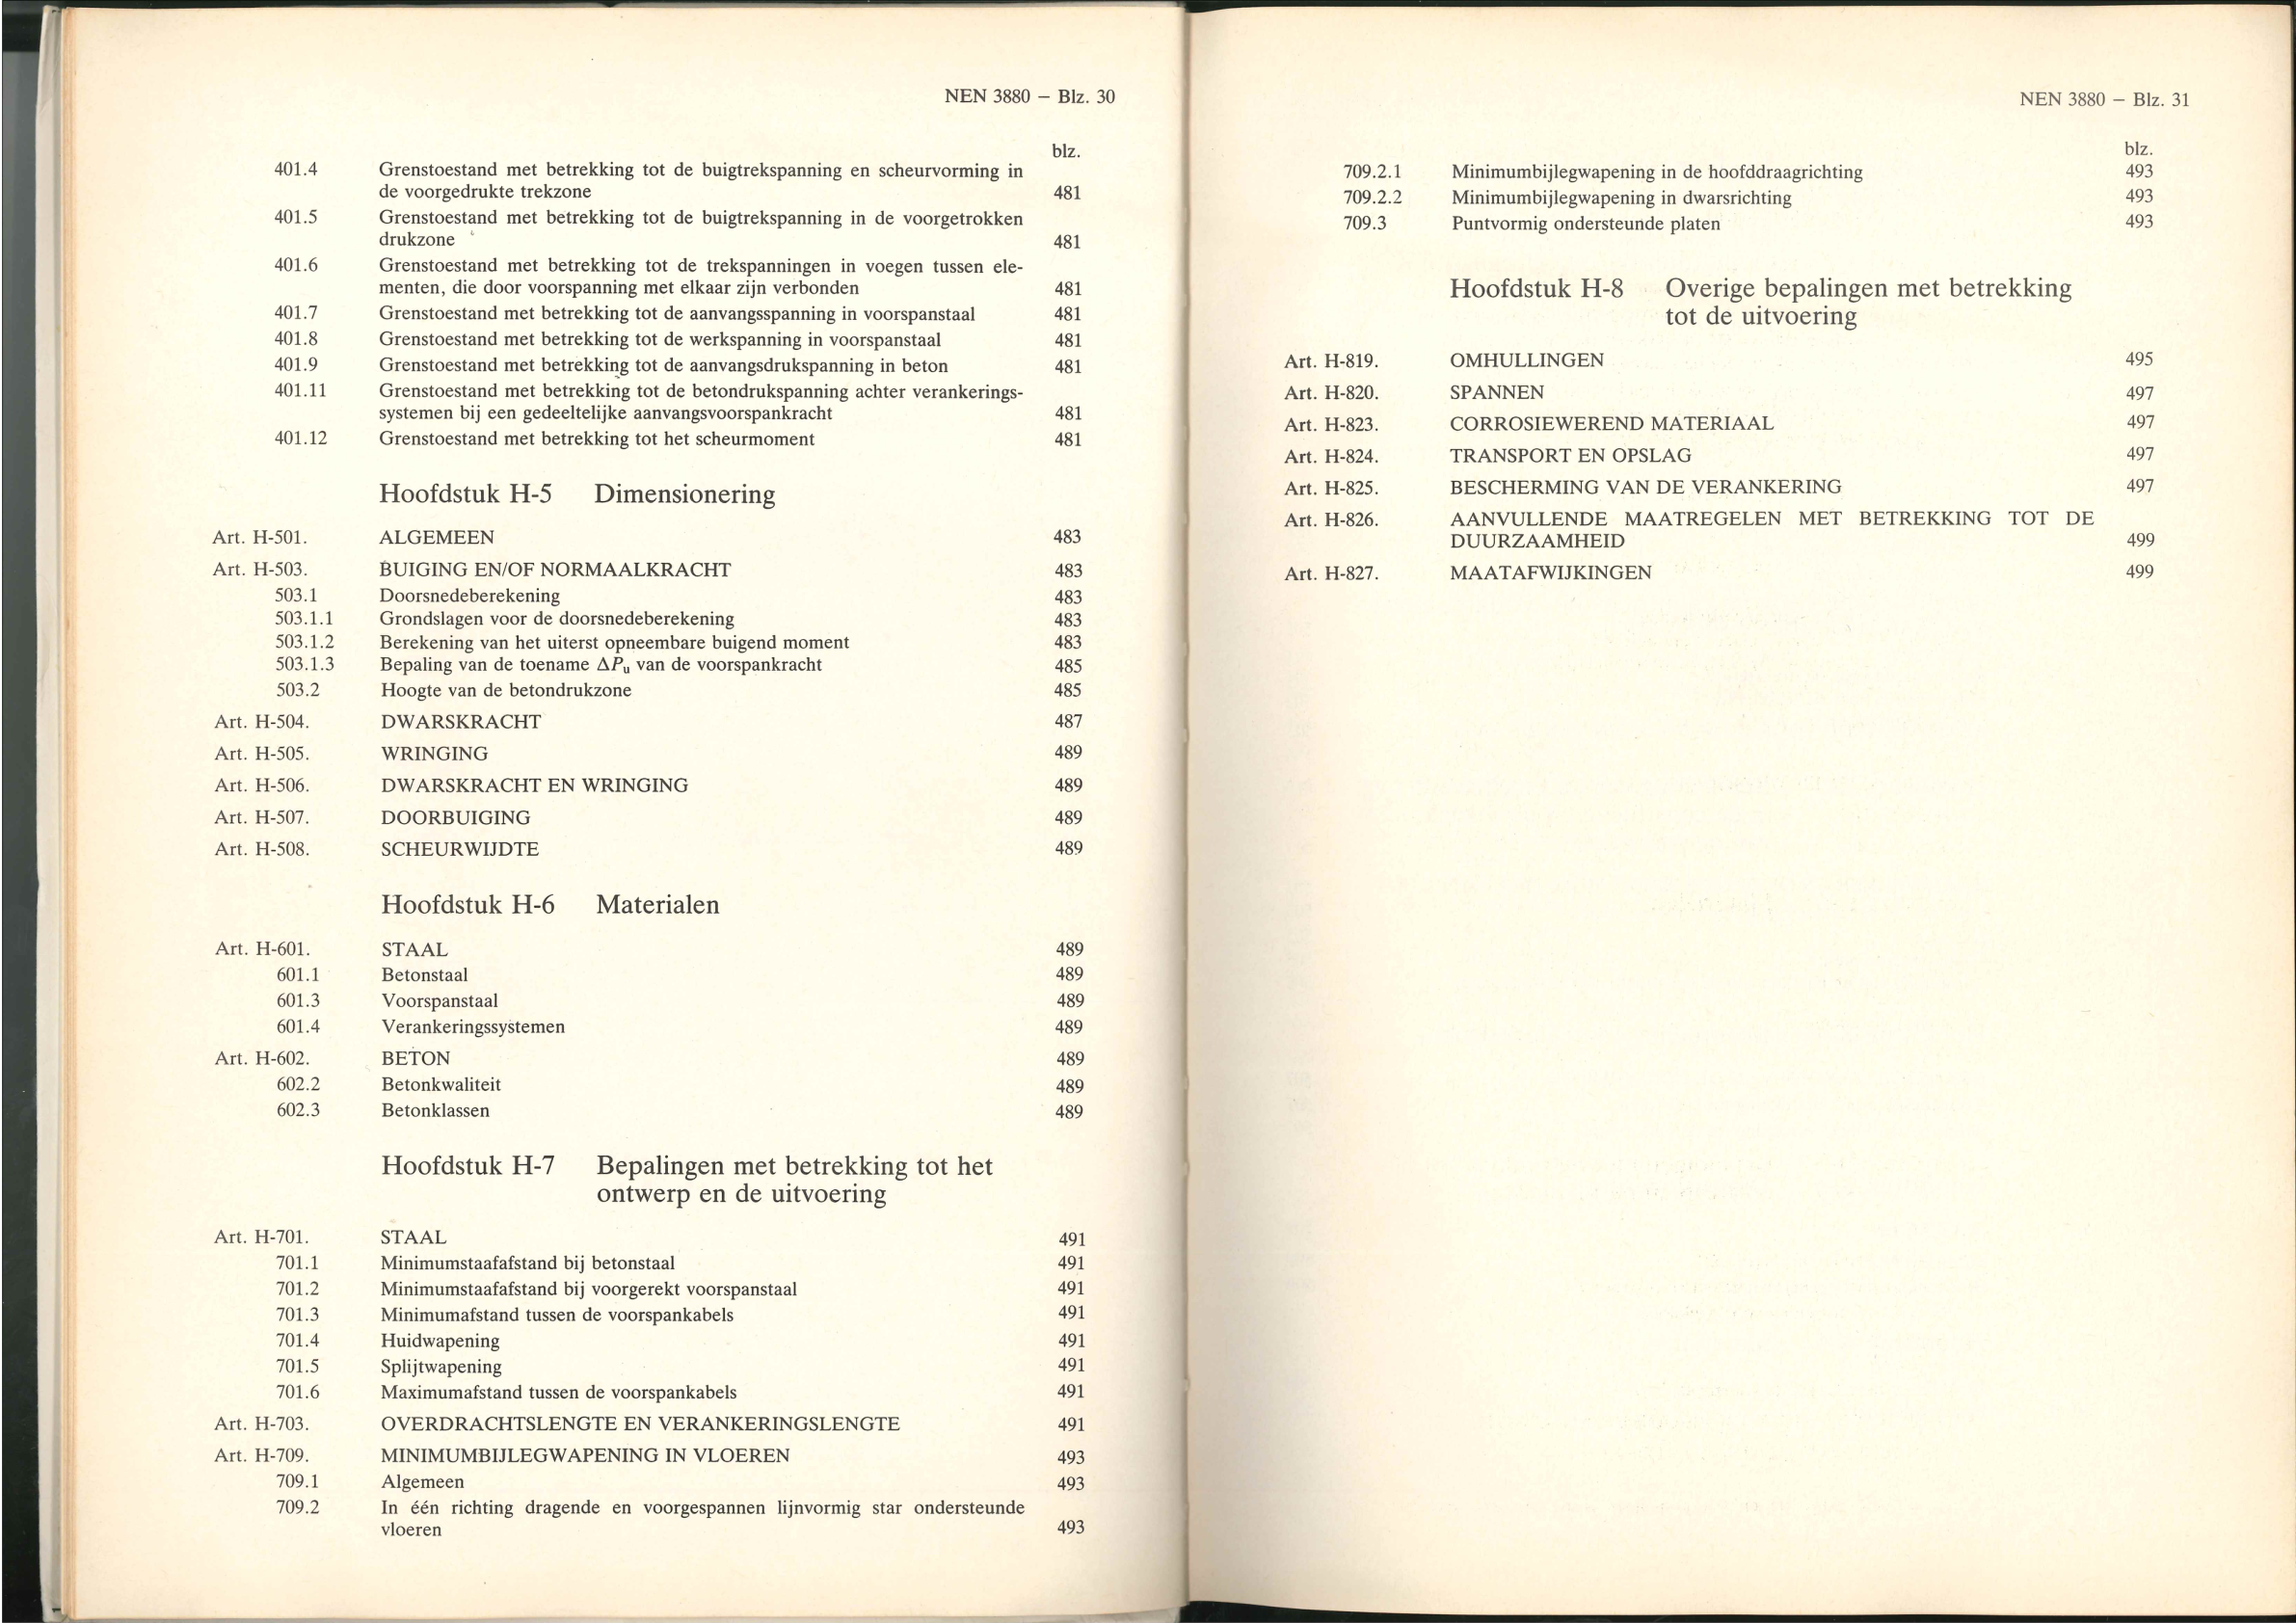 NEN 3880 — Blz. 30
blz.
401.4 Grenstoestand met betrekking tot de buigtrekspanning en scheurvorming in
de voorgedrukte trekzone 481
401.5 Grenstoestand met betrekking tot de buigtrekspanning in de voorgetrokken
drukzone 481
401.6 Grenstoestand met betrekking tot de trekspanningen in voegen tussen ele-
menten, die door voorspanning met elkaar zijn verbonden 481
401.7 Grenstoestand met betrekking tot de aanvangsspanning in voorspanstaal 481
401.8 Grenstoestand met betrekking tot de werkspanning in voorspanstaal 481
401.9 Grenstoestand met betrekking tot de aanvangsdrukspanning in beton 481
401.11 Grenstoestand met betrekking tot de betondrukspanning achter verankerings-
systemen bij een gedeeltelijke aanvangsvoorspankracht 481
401.12 Grenstoestand met betrekking tot het scheurmoment 481
Hoofdstuk H-5 Dimensionering
Art. H-501. ALGEMEEN 483
Art. H-503. BUIGING EN/OF NORMAALKRACHT 483
503.1 Doorsnedeberekening 483
503.1.1 Grondslagen voor de doorsnedeberekening 483
503.1.2 Berekening van het uiterst opneembare buigend moment 483
503.1.3 Bepaling van de toename ΔPu van de voorspankracht 485
503.2 Hoogte van de betondrukzone 485
Art. H-504. DWARSKRACHT 487
Art. H-505. WRINGING 489
Art. H-506. DWARSKRACHT EN WRINGING 489
Art. H-507. DOORBUIGING 489
Art. H-508. SCHEURWIJDTE 489
Hoofdstuk H-6 Materialen
Art. H-601. STAAL 489
601.1 Betonstaal 489
601.3 Voorspanstaal 489
601.4 Verankeringssystemen 489
Art. H-602. BETON 489
602.2 Betonkwaliteit 489
602.3 Betonklassen 489
Hoofdstuk H-7 Bepalingen met betrekking tot het
ontwerp en de uitvoering
Art. H-701. STAAL 491
701.1 Minimumstaafafstand bij betonstaal 491
701.2 Minimumstaafafstand bij voorgerekt voorspanstaal 491
701.3 Minimumafstand tussen de voorspankabels 491
701.4 Huidwapening 491
701.5 Splijtwapening 491
701.6 Maximumafstand tussen de voorspankabels 491
Art. H-703. OVERDRACHTSLENGTE EN VERANKERINGSLENGTE 491
Art. H-709. MINIMUMBIJLEGWAPENING IN VLOEREN 493
709.1 Algemeen 493
709.2 In één richting dragende en voorgespannen lijnvormig star ondersteunde
vloeren 493
NEN 3880 — Blz. 31
blz.
709.2.1 Minimumbijlegwapening in de hoofddraagrichting 493
709.2.2 Minimumbijlegwapening in dwarsrichting 493
709.3 Puntvormig ondersteunde platen 493
Hoofdstuk H-8 Overige bepalingen met betrekking
tot de uitvoering
Art. H-819. OMHULLINGEN 495
Art. H-820. SPANNEN 497
Art. H-823. CORROSIEWEREND MATERIAAL 497
Art. H-824. TRANSPORT EN OPSLAG 497
Art. H-825. BESCHERMING VAN DE VERANKERING 497
Art. H-826. AANVULLENDE MAATREGELEN MET BETREKKING TOT DE
DUURZAAMHEID 499
Art. H-827. MAATAFWIJKINGEN 499